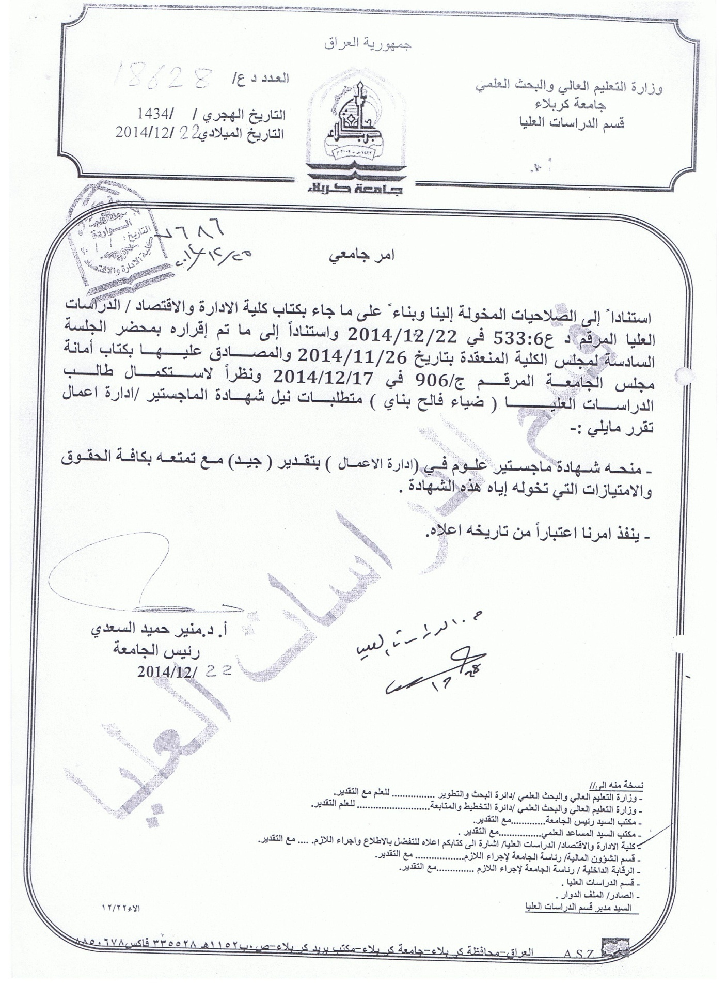 جمهورية العراق
وزارة التعليم العالي والبحث العلمي
جامعة كربلاء
قسم الدراسات العليا
العدد د ع/ 18628
التاريخ الهجري / /1434
التاريخ الميلادي 22 /2014/12
جامعة كربلاء
١٤٢٢هـ - ٢٠٠٢م
جامعة كربلاء
الواردة
التاريخ: / / ٢٠
كلية الادارة والاقتصاد
٧٦٨٦
٢٠١٤/١٢/٢٥
امر جامعي
استنادا ً إلى الصلاحيات المخولة إلينا وبناء ً على ما جاء بكتاب كلية الادارة والاقتصاد / الدراسات
العليا المرقم د ع6:533 في 2014/12/22 واستناداً إلى ما تم إقراره بمحضر الجلسة
السادسة لمجلس الكلية المنعقدة بتاريخ 2014/11/26 والمصادق عليها بكتاب أمانة
مجلس الجامعة المرقم ج/906 في 2014/12/17 ونظراً لاستكمال طالب
الدراسات العليا ( ضياء فالح بناي ) متطلبات نيل شهادة الماجستير /ادارة اعمال
تقرر مايلي :-
- منحه شهادة ماجستير علوم في (ادارة الاعمال ) بتقدير ( جيد) مع تمتعه بكافة الحقوق
والامتيازات التي تخوله إياه هذه الشهادة .
- ينفذ امرنا اعتباراً من تاريخه اعلاه.
قسم الدراسات العليا
أ. د.منير حميد السعدي
رئيس الجامعة
22 /2014/12
الدراسات العليا
١٢ ٢٨
نسخة منه الى//
- وزارة التعليم العالي والبحث العلمي /دائرة البحث والتطوير ................ للعلم مع التقدير.
- وزارة التعليم العالي والبحث العلمي /دائرة التخطيط والمتابعة........................... للعلم التقدير.
- مكتب السيد رئيس الجامعة.............مع التقدير.
- مكتب السيد المساعد العلمي................مع التقدير .
- كلية الادارة والاقتصاد/ الدراسات العليا/ اشارة الى كتابكم اعلاه للتفضل بالاطلاع واجراء اللازم. .... مع التقدير.
- قسم الشؤون المالية/ رئاسة الجامعة لإجراء اللازم.................. مع التقدير.
- الرقابة الداخلية / رئاسة الجامعة لإجراء اللازم ..............مع التقدير.
- قسم الدراسات العليا .
- الصادر/ الملف الدوار .
السيد مدير قسم الدراسات العليا
الاء١٢/٢٢
A S Z العراق-محافظة كربلاء-جامعة كربلاء-مكتب بريد كربلاء-ص.ب١١٥٢هـ ٣٣٥٥٢٨ فاكس٨٨٥٠٦٧٨